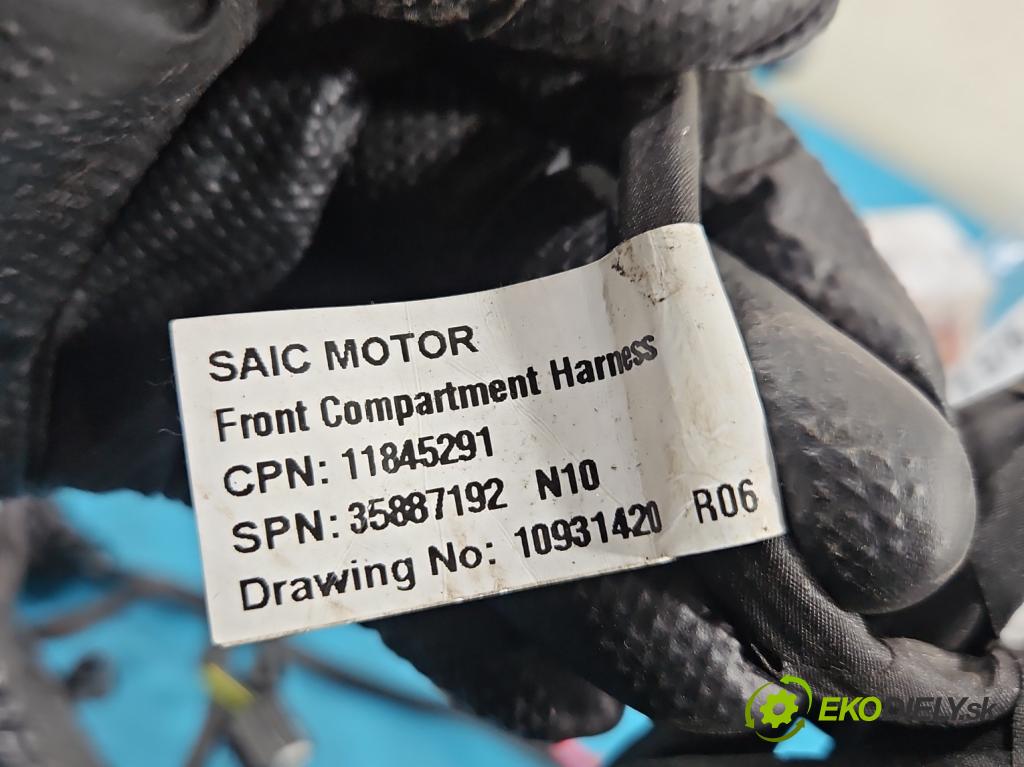 SAIC MOTOR
Front Compartment Harness
CPN: 11845291
SPN: 35887192 N10
Drawing No: 10931420 R06
EKODIELY.sk